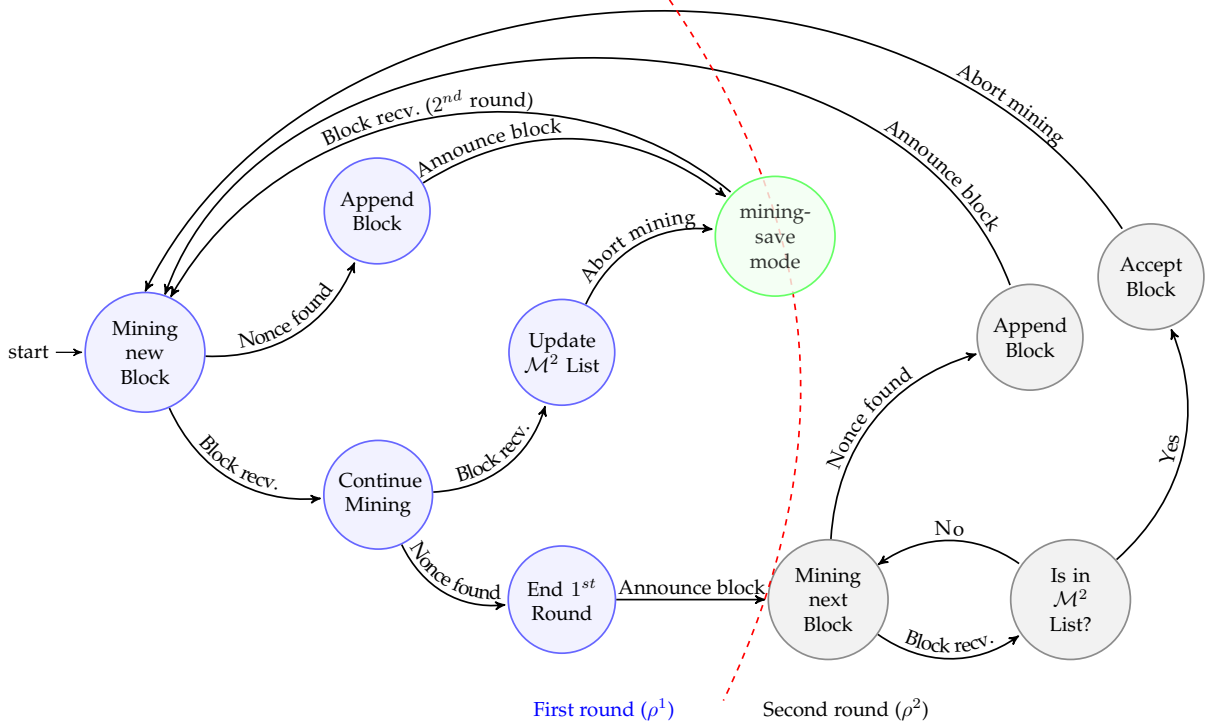 Abort mining
Block recv. (2nd round)
Announce block
Announce block
Append
Block
mining-
save
mode
Accept
Block
Abort mining
start
Mining
new
Block
Nonce found
Update
ℳ² List
Append
Block
Nonce found
Block recv.
Block recv.
Continue
Mining
Yes
No
Nonce found
End 1st
Round
Announce block
Mining
next
Block
Block recv.
Is in
ℳ²
List?
First round (ρ¹)
Second round (ρ²)